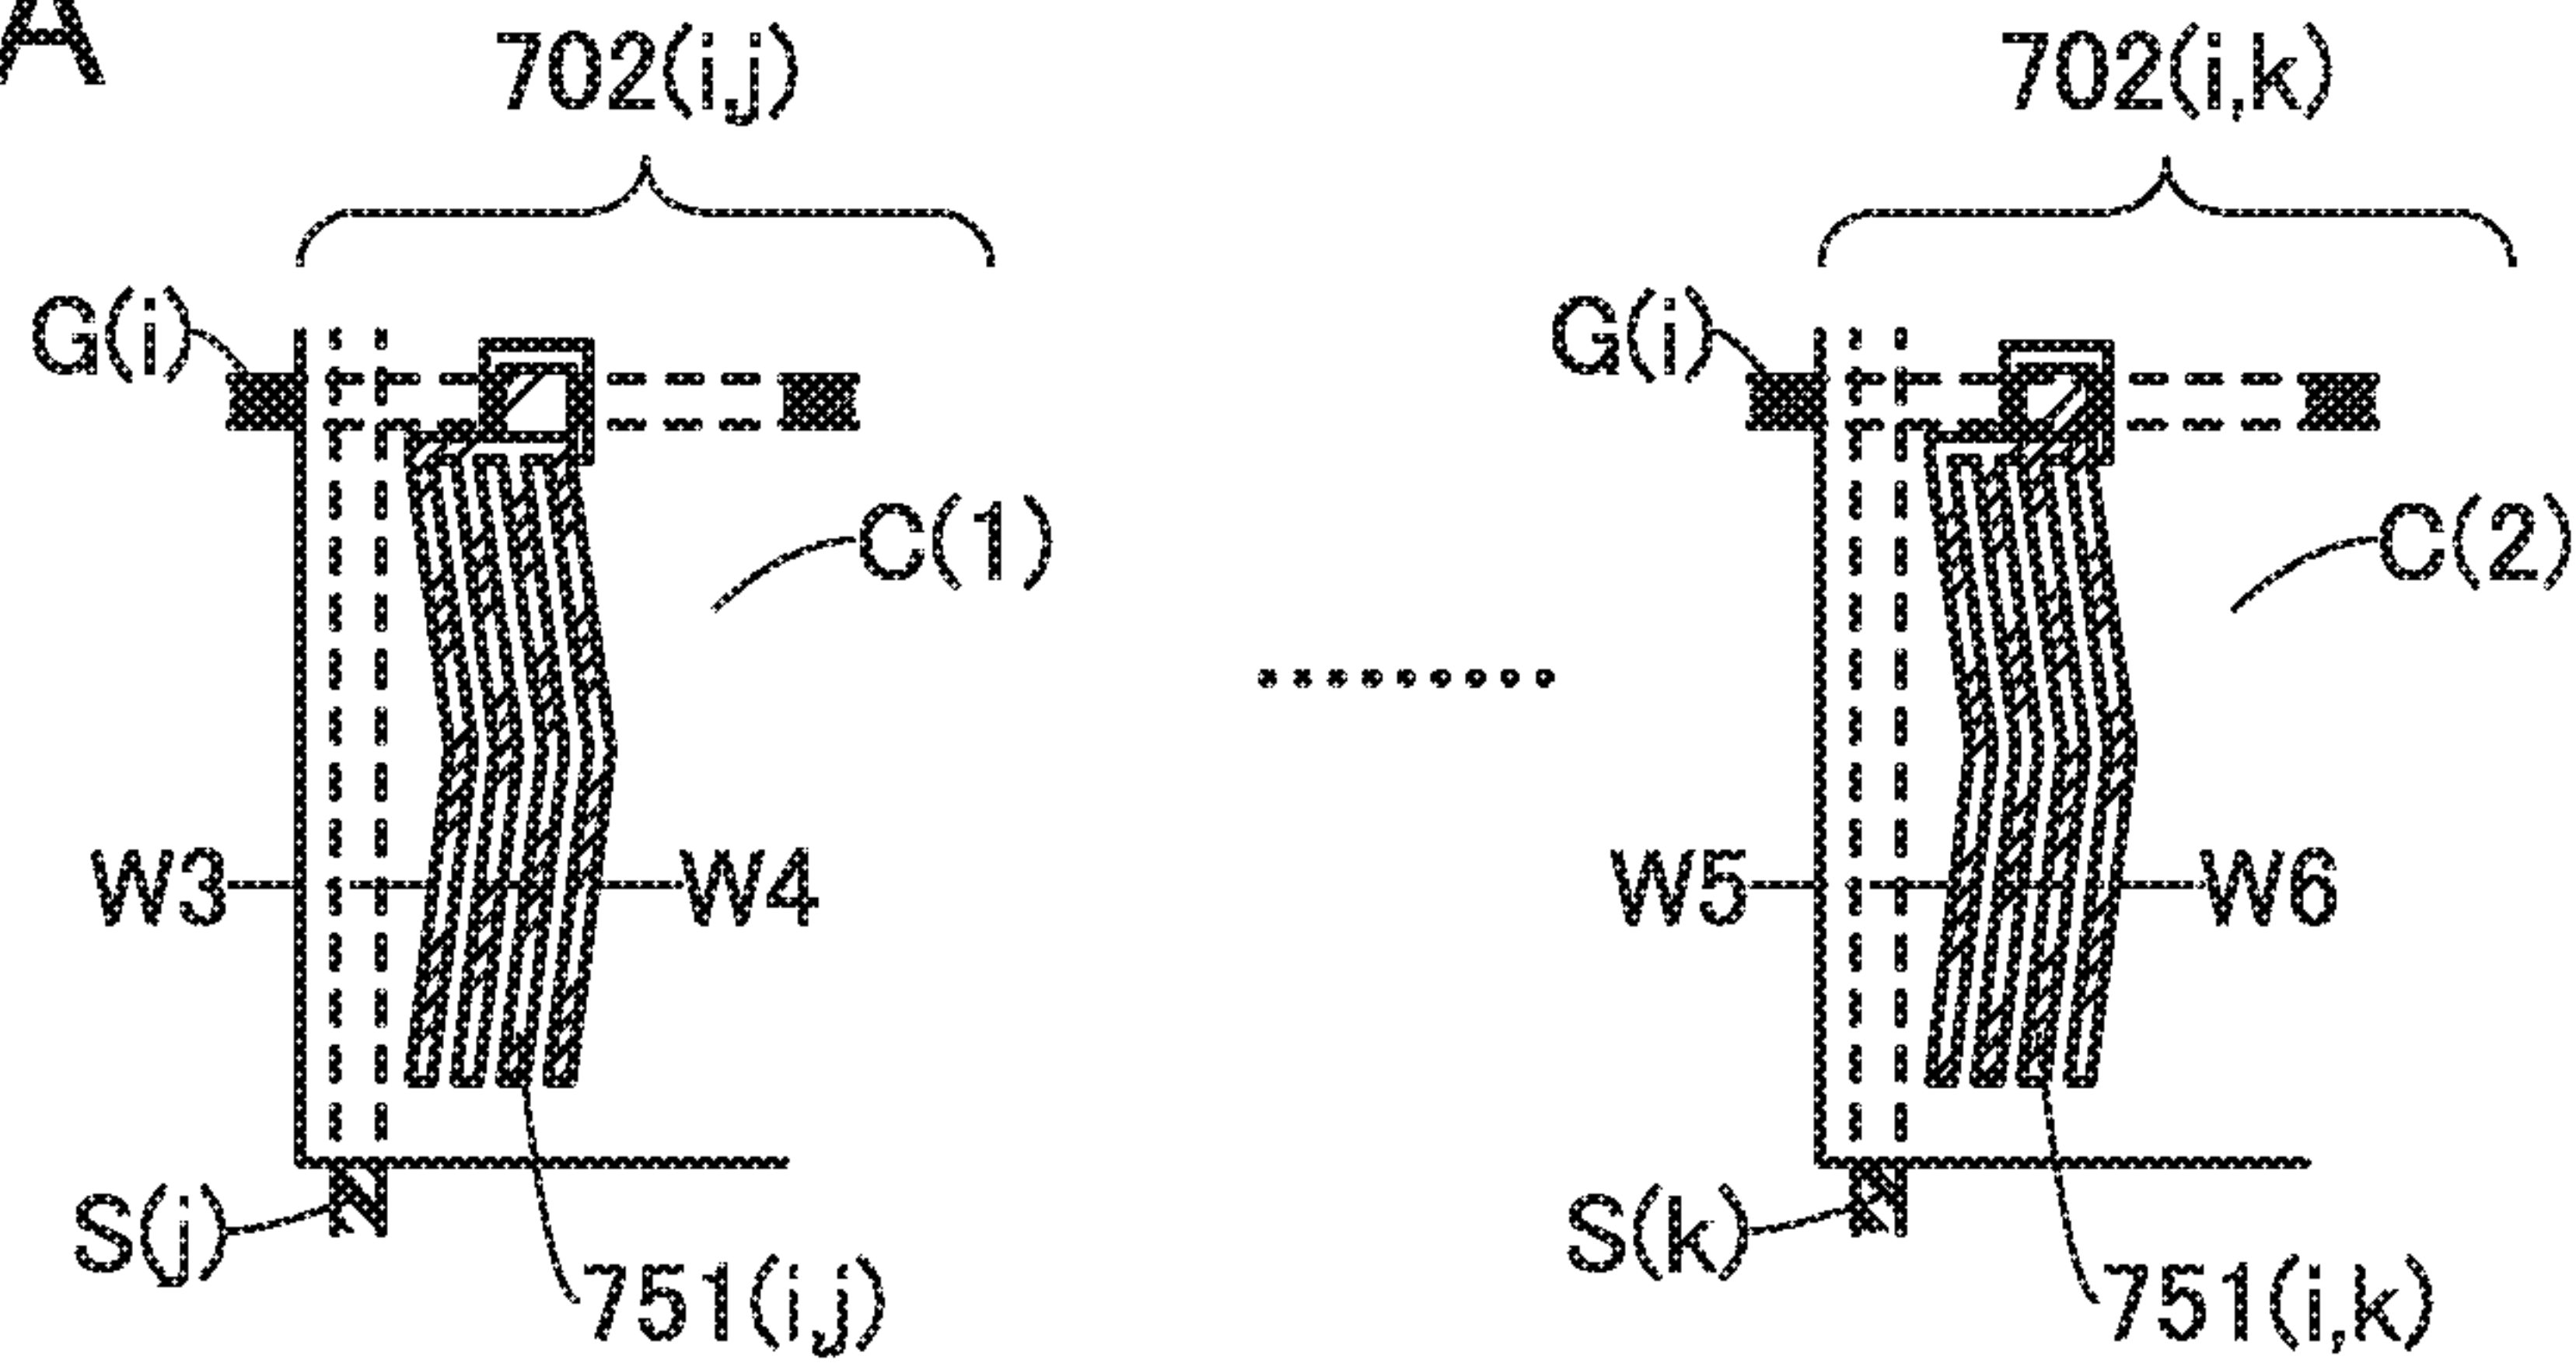 A
702(i,j) 702(i,k)
G(i) G(i)
C(1) C(2)
W3 W4 W5 W6
S(j) S(k)
751(i,j) 751(i,k)